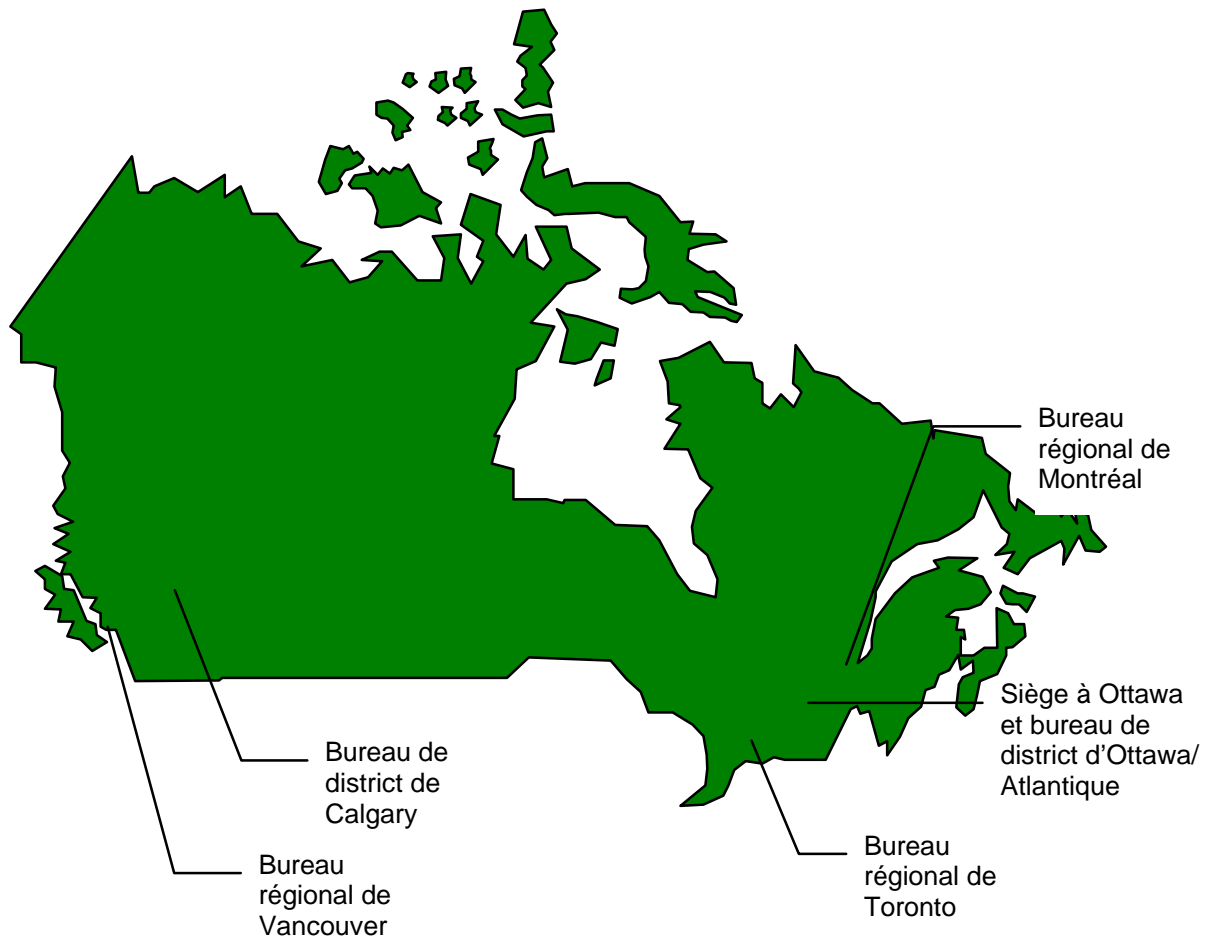 Bureau
régional de
Montréal
Siège à Ottawa
et bureau de
district d'Ottawa/
Atlantique
Bureau de
district de
Calgary
Bureau
régional de
Toronto
Bureau
régional de
Vancouver